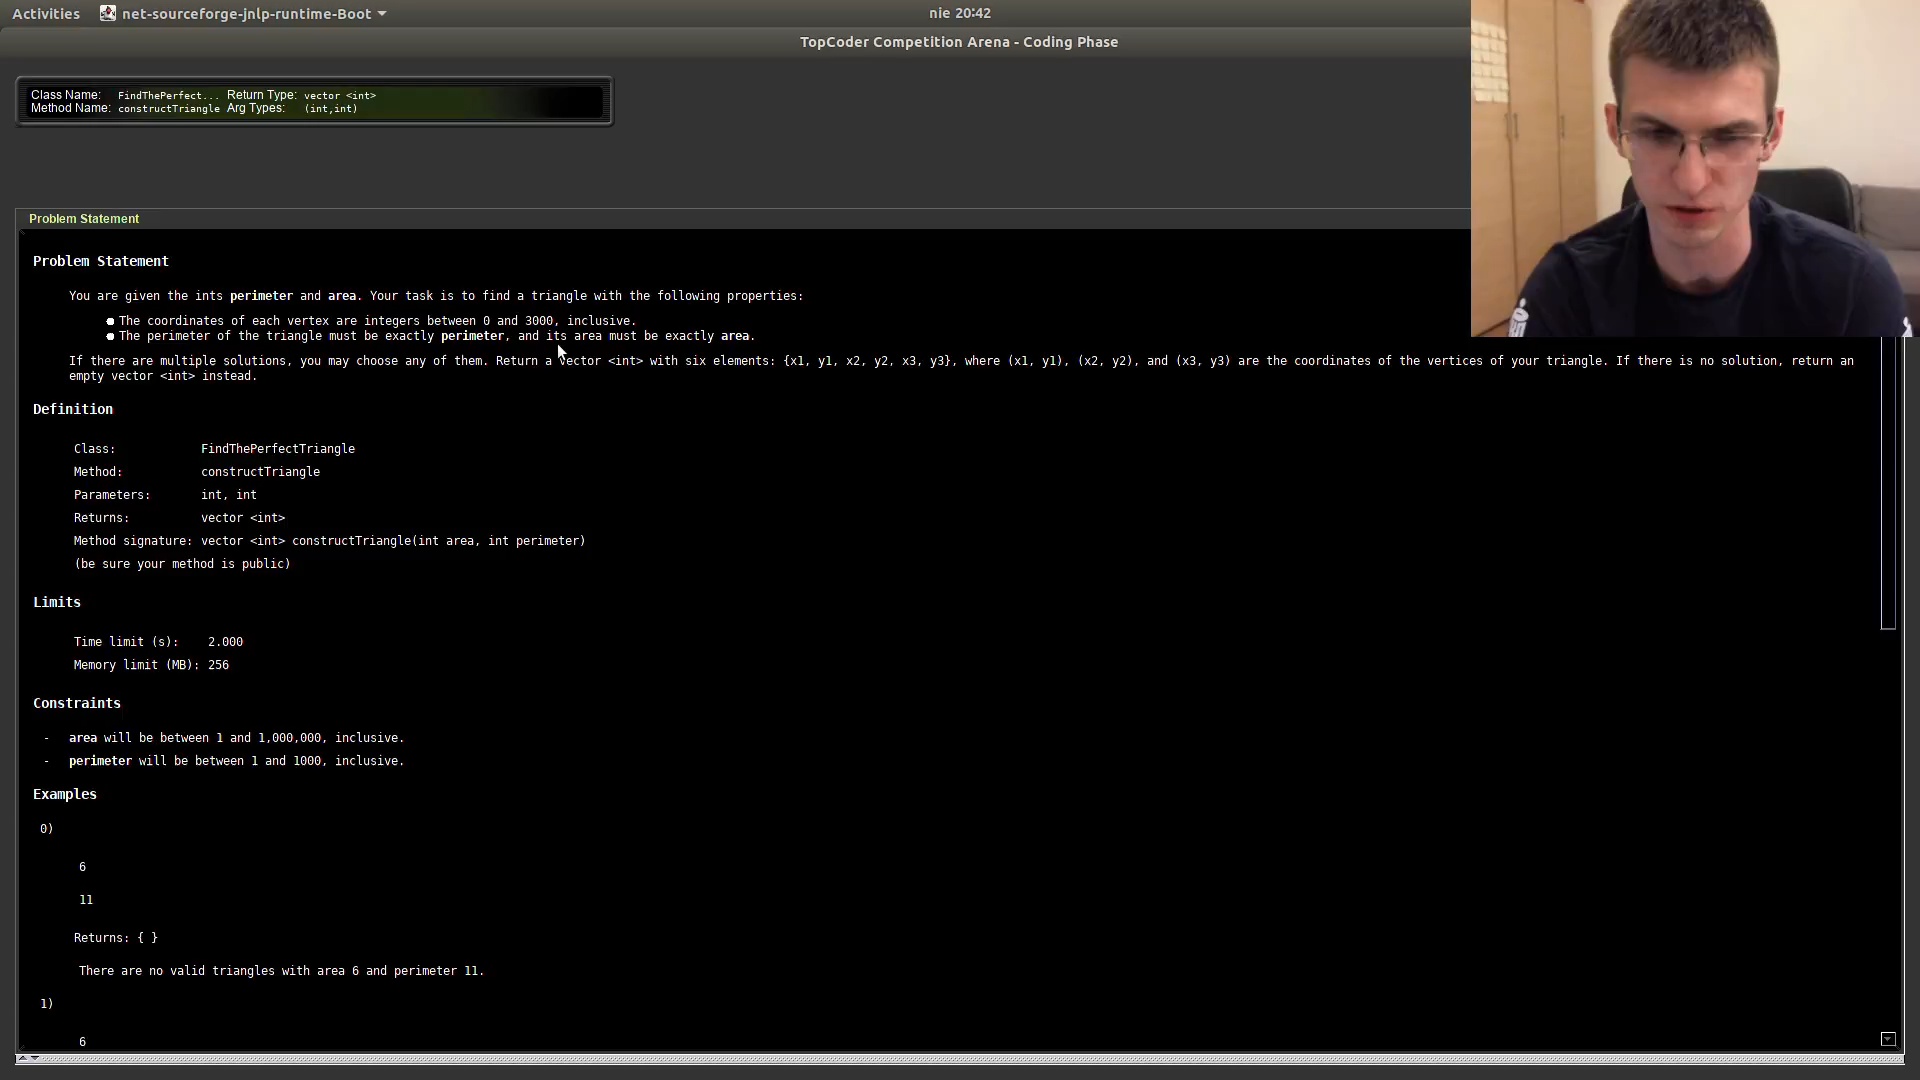 Activities net-sourceforge-jnlp-runtime-Boot nie 20:42
TopCoder Competition Arena - Coding Phase
Class Name: FindThePerfect... Return Type: vector <int>
Method Name: constructTriangle Arg Types: (int,int)
Problem Statement
Problem Statement
You are given the ints perimeter and area. Your task is to find a triangle with the following properties:
The coordinates of each vertex are integers between 0 and 3000, inclusive.
The perimeter of the triangle must be exactly perimeter, and its area must be exactly area.
If there are multiple solutions, you may choose any of them. Return a vector <int> with six elements: {x1, y1, x2, y2, x3, y3}, where (x1, y1), (x2, y2), and (x3, y3) are the coordinates of the vertices of your triangle. If there is no solution, return an
empty vector <int> instead.
Definition
Class: FindThePerfectTriangle
Method: constructTriangle
Parameters: int, int
Returns: vector <int>
Method signature: vector <int> constructTriangle(int area, int perimeter)
(be sure your method is public)
Limits
Time limit (s): 2.000
Memory limit (MB): 256
Constraints
- area will be between 1 and 1,000,000, inclusive.
- perimeter will be between 1 and 1000, inclusive.
Examples
0)
6
11
Returns: { }
There are no valid triangles with area 6 and perimeter 11.
1)
6